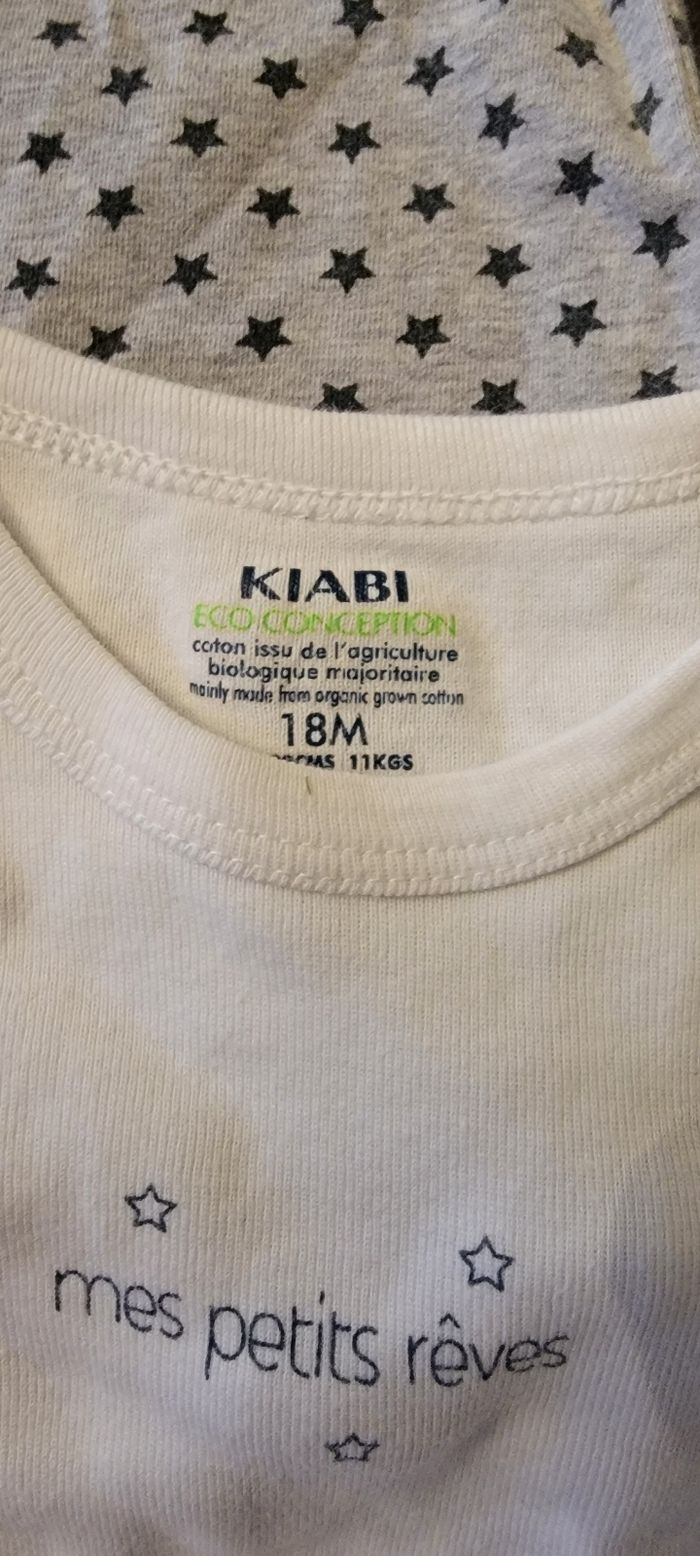 KIABI
ECO CONCEPTION
coton issu de l'agriculture
biologique majoritaire
mainly made from organic grown cotton
18M
11KGS
mes petits rêves